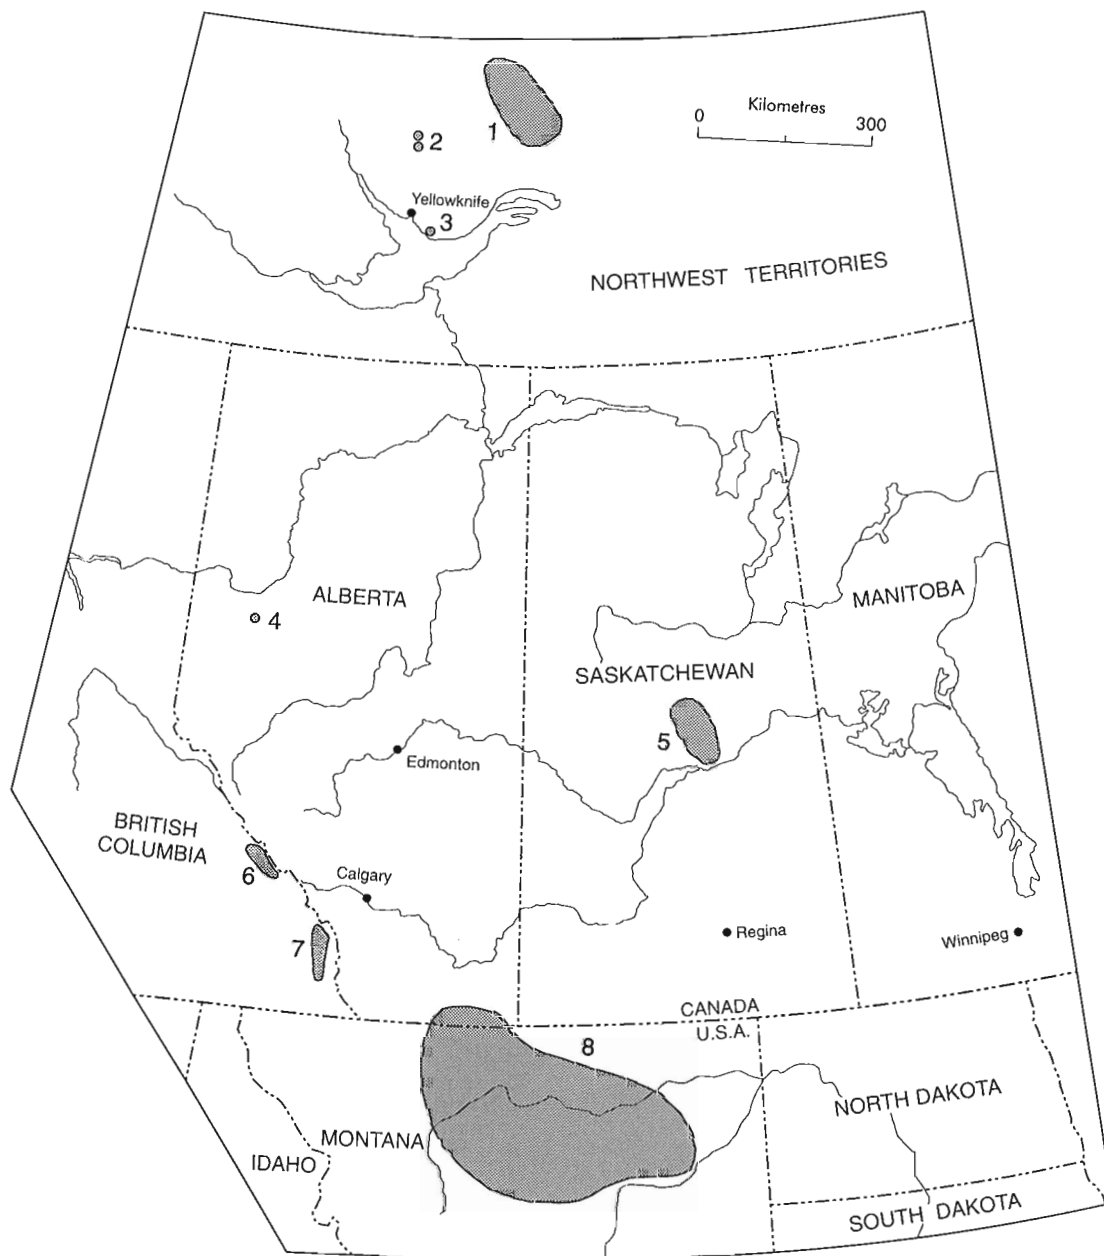 1
Kilometres
0 300
2
Yellowknife
3
NORTHWEST TERRITORIES
ALBERTA
MANITOBA
4
SASKATCHEWAN
5
Edmonton
BRITISH
COLUMBIA
6
Calgary
7
Regina
Winnipeg
CANADA
U.S.A.
8
NORTH DAKOTA
MONTANA
IDAHO
SOUTH DAKOTA